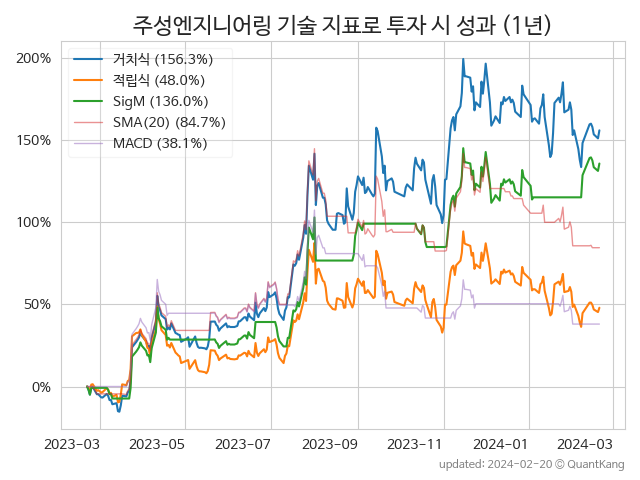 주성엔지니어링 기술 지표로 투자 시 성과 (1년)
200%
150%
100%
50%
0%
거치식 (156.3%)
적립식 (48.0%)
SigM (136.0%)
SMA(20) (84.7%)
MACD (38.1%)
2023-03
2023-05
2023-07
2023-09
2023-11
2024-01
2024-03
updated: 2024-02-20 © QuantKang